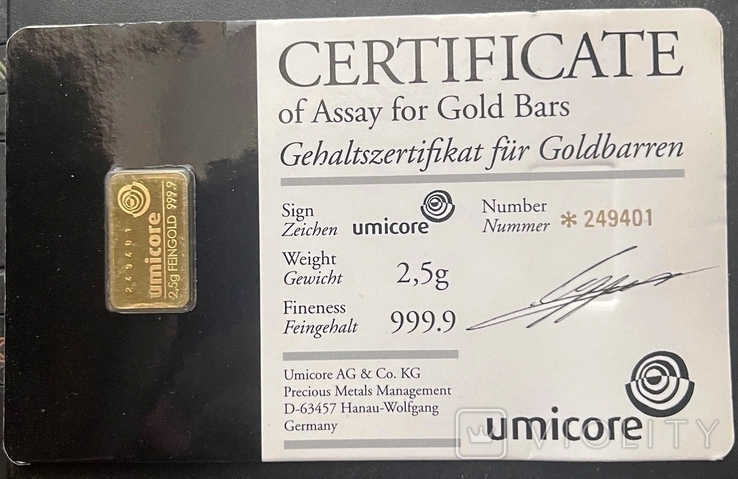 CERTIFICATE
of Assay for Gold Bars
Gehaltszertifikat für Goldbarren
Sign
Zeichen
umicore
Number
Nummer
* 249401
Weight
Gewicht
2,5g
Fineness
Feingehalt
999.9
Umicore AG & Co. KG
Precious Metals Management
D-63457 Hanau-Wolfgang
Germany
umicore
249401
umicore
2,5g FEINGOLD 999.9
VIOLITY